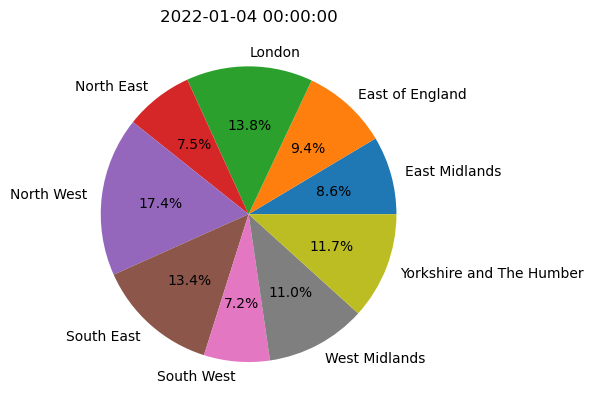 2022-01-04 00:00:00
London
North East
East of England
13.8%
7.5%
9.4%
East Midlands
8.6%
North West
17.4%
11.7%
Yorkshire and The Humber
13.4%
11.0%
7.2%
South East
West Midlands
South West